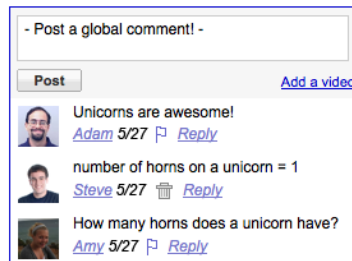 - Post a global comment! -
Post
Add a video
Unicorns are awesome!
Adam 5/27 Reply
number of horns on a unicorn = 1
Steve 5/27 Reply
How many horns does a unicorn have?
Amy 5/27 Reply